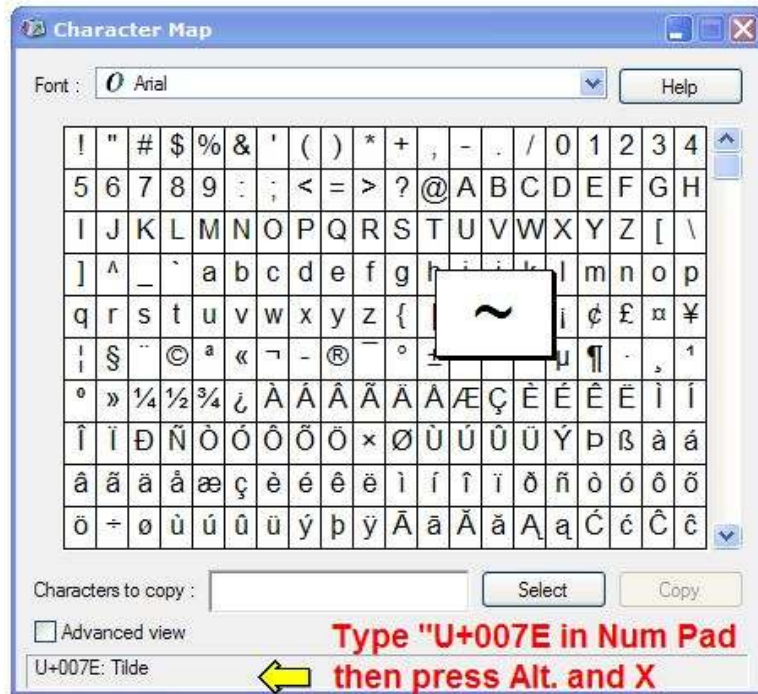 Character Map
Font : O Arial Help
! " # $ % & ' ( ) * + , - . / 0 1 2 3 4
5 6 7 8 9 : ; < = > ? @ A B C D E F G H
I J K L M N O P Q R S T U V W X Y Z [ \
] ^ _ ` a b c d e f g h i j k l m n o p
q r s t u v w x y z { ~ ¡ ¢ £ ¤ ¥
¦ § ¨ © ª « ¬ - ® ¯ ° ± µ ¶ · ¸ ¹
º » ¼ ½ ¾ ¿ À Á Â Ã Ä Å Æ Ç È É Ê Ë Ì Í
Î Ï Ð Ñ Ò Ó Ô Õ Ö × Ø Ù Ú Û Ü Ý Þ ß à á
â ã ä å æ ç è é ê ë ì í î ï ð ñ ò ó ô õ
ö ÷ ø ù ú û ü ý þ ÿ Ā ā Ă ă Ą ą Ć ć Ĉ ĉ
Characters to copy : Select Copy
Advanced view
Type "U+007E in Num Pad
U+007E: Tilde
then press Alt. and X